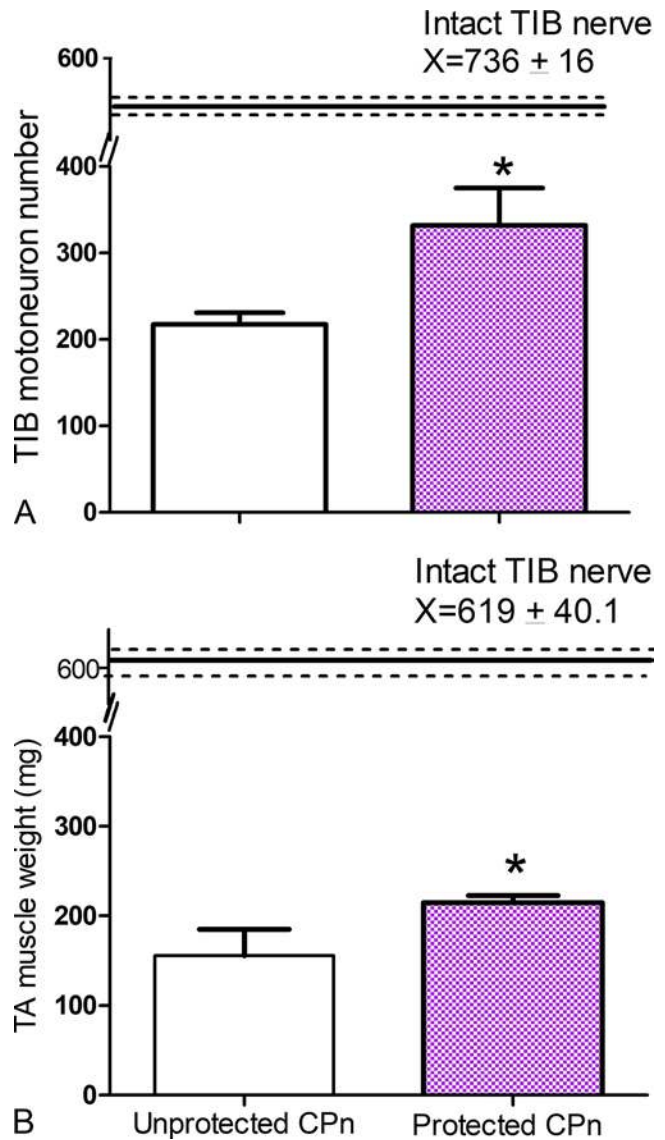 Intact TIB nerve
X=736 ± 16
600
400
300
200
100
0
TIB motoneuron number
*
A
Intact TIB nerve
X=619 ± 40.1
600
400
300
200
100
0
TA muscle weight (mg)
*
B
Unprotected CPn Protected CPn